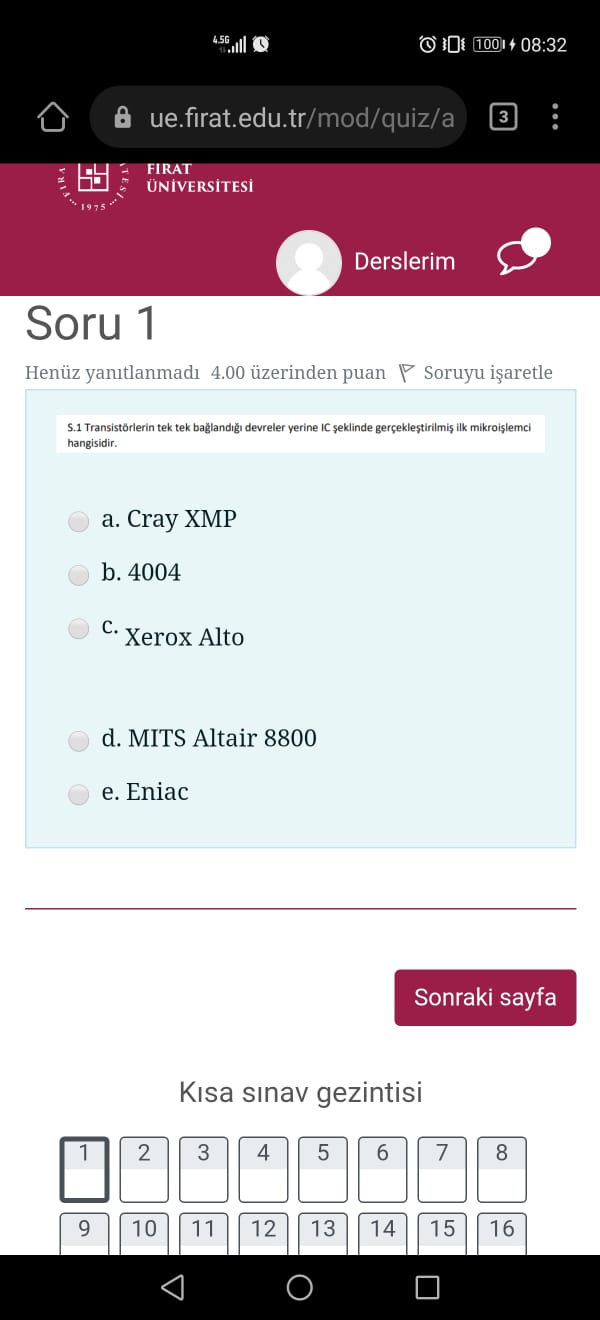 4.5G
100 08:32
ue.firat.edu.tr/mod/quiz/a
3
FIRAT
ÜNİVERSİTESİ
1975
Derslerim
Soru 1
Henüz yanıtlanmadı 4.00 üzerinden puan Soruyu işaretle
S.1 Transistörlerin tek tek bağlandığı devreler yerine IC şeklinde gerçekleştirilmiş ilk mikroişlemci
hangisidir.
a. Cray XMP
b. 4004
c. Xerox Alto
d. MITS Altair 8800
e. Eniac
Sonraki sayfa
Kısa sınav gezintisi
1 2 3 4 5 6 7 8
9 10 11 12 13 14 15 16